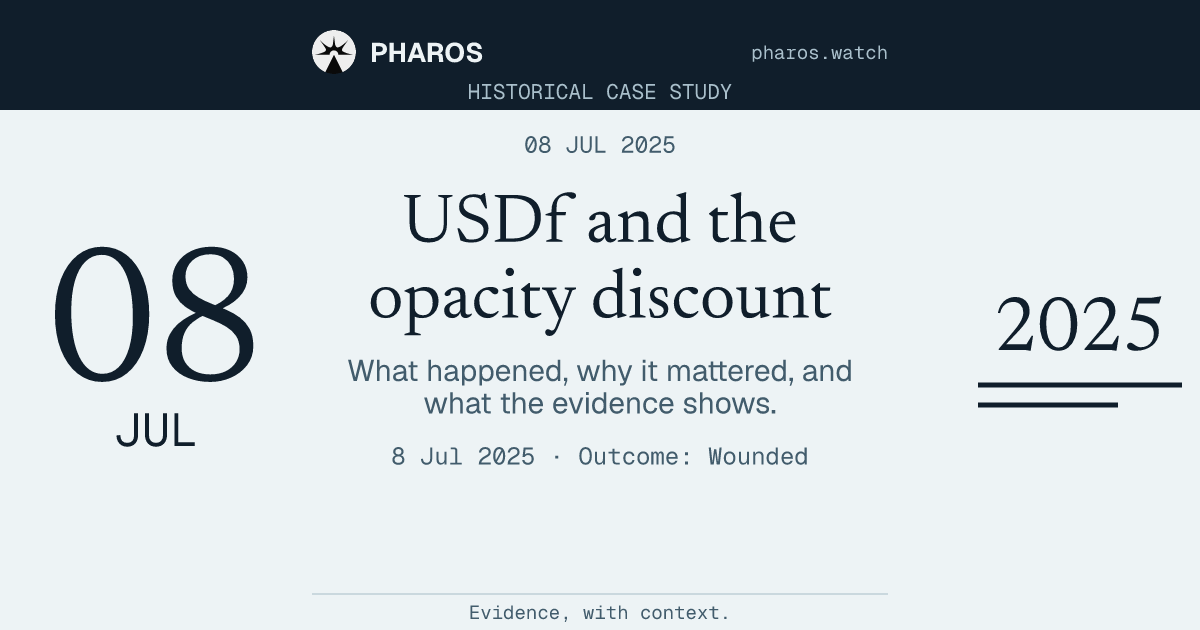 PHAROS
pharos.watch
HISTORICAL CASE STUDY
08 JUL 2025
USDf and the
opacity discount
What happened, why it mattered, and
what the evidence shows.
8 Jul 2025 · Outcome: Wounded
08
JUL
2025
Evidence, with context.